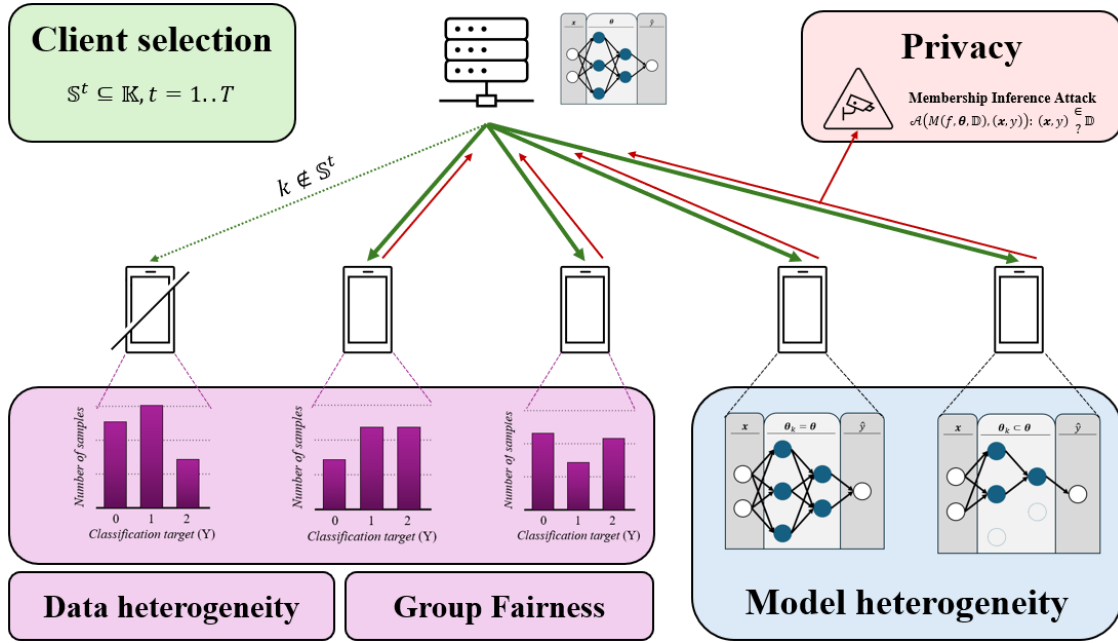 Client selection
𝕊ᵗ ⊆ 𝕂, t = 1..T
x θ ŷ
Privacy
Membership Inference Attack
𝒜(M(f, θ, 𝔻), (x, y)): (x, y) ∈? 𝔻
k ∉ 𝕊ᵗ
Number of samples
0 1 2
Classification target (Y)
Number of samples
0 1 2
Classification target (Y)
Number of samples
0 1 2
Classification target (Y)
x θₖ = θ ŷ
x θₖ ⊂ θ ŷ
Data heterogeneity
Group Fairness
Model heterogeneity